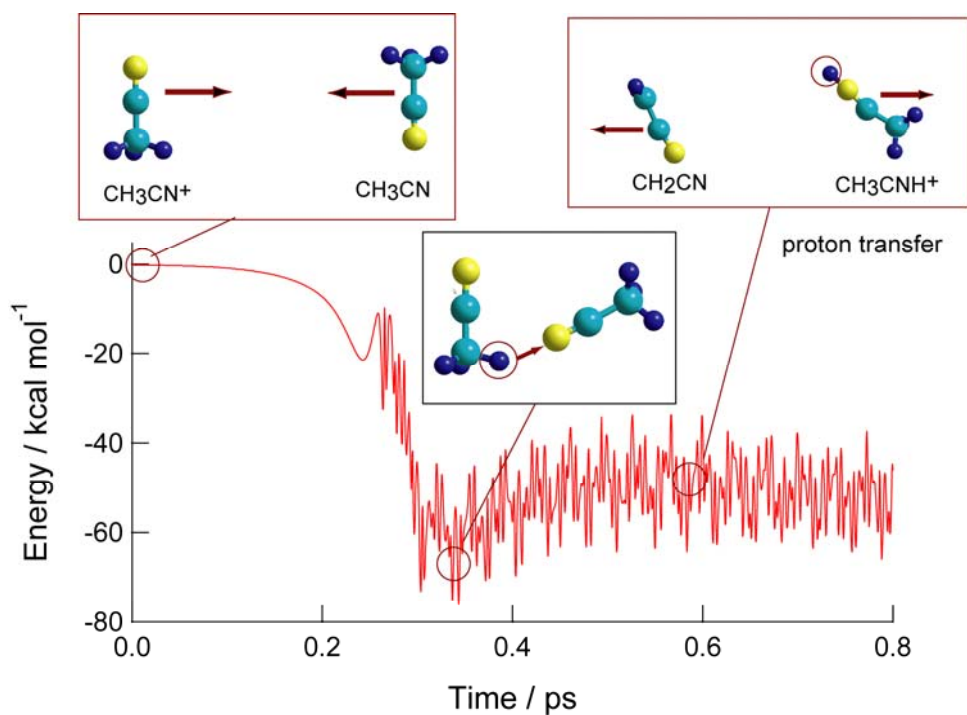 CH3CN+
CH3CN
CH2CN
CH3CNH+
proton transfer
0
-20
-40
-60
-80
Energy / kcal mol⁻¹
0.0 0.2 0.4 0.6 0.8
Time / ps